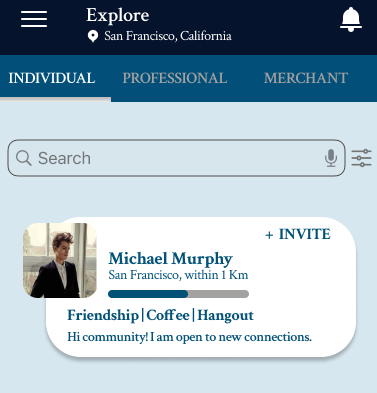 Explore
San Francisco, California
INDIVIDUAL PROFESSIONAL MERCHANT
Search
+ INVITE
Michael Murphy
San Francisco, within 1 Km
Friendship|Coffee|Hangout
Hi community! I am open to new connections.